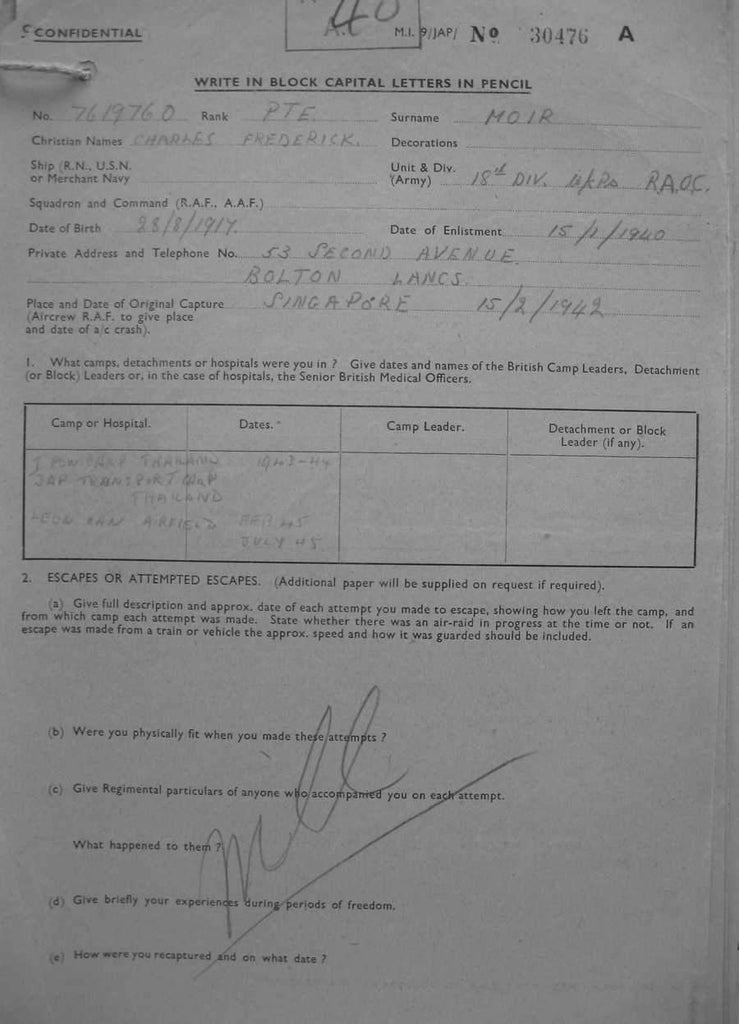 CONFIDENTIAL
40
M.I. 9/JAP/ No 30476 A
WRITE IN BLOCK CAPITAL LETTERS IN PENCIL
No. 7619760 Rank PTE. Surname MOIR
Christian Names CHARLES FREDERICK. Decorations
Ship (R.N., U.S.N. or Merchant Navy
Unit & Div. (Army) 18th DIV. W/KPS RAOC.
Squadron and Command (R.A.F., A.A.F.)
Date of Birth 28/8/1917. Date of Enlistment 15/1/1940
Private Address and Telephone No. 53 SECOND AVENUE
BOLTON LANCS.
Place and Date of Original Capture SINGAPORE 15/2/1942
(Aircrew R.A.F. to give place
and date of a/c crash).
1. What camps, detachments or hospitals were you in ? Give dates and names of the British Camp Leaders, Detachment
(or Block) Leaders or, in the case of hospitals, the Senior British Medical Officers.
Camp or Hospital. Dates. Camp Leader. Detachment or Block
Leader (if any).
POW CAMP THAILAND 1943-44
JAP TRANSPORT CAMP
THAILAND
AIRFIELD FEB 45
JULY 45
2. ESCAPES OR ATTEMPTED ESCAPES. (Additional paper will be supplied on request if required).
(a) Give full description and approx. date of each attempt you made to escape, showing how you left the camp, and
from which camp each attempt was made. State whether there was an air-raid in progress at the time or not. If an
escape was made from a train or vehicle the approx. speed and how it was guarded should be included.
(b) Were you physically fit when you made these attempts ?
(c) Give Regimental particulars of anyone who accompanied you on each attempt.
What happened to them ?
(d) Give briefly your experiences during periods of freedom.
(e) How were you recaptured and on what date ?